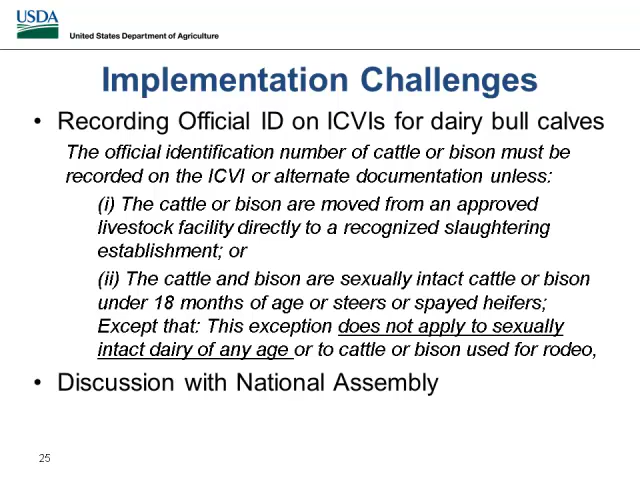 USDA
United States Department of Agriculture
Implementation Challenges
• Recording Official ID on ICVIs for dairy bull calves
The official identification number of cattle or bison must be
recorded on the ICVI or alternate documentation unless:
(i) The cattle or bison are moved from an approved
livestock facility directly to a recognized slaughtering
establishment; or
(ii) The cattle and bison are sexually intact cattle or bison
under 18 months of age or steers or spayed heifers;
Except that: This exception does not apply to sexually
intact dairy of any age or to cattle or bison used for rodeo,
• Discussion with National Assembly
25